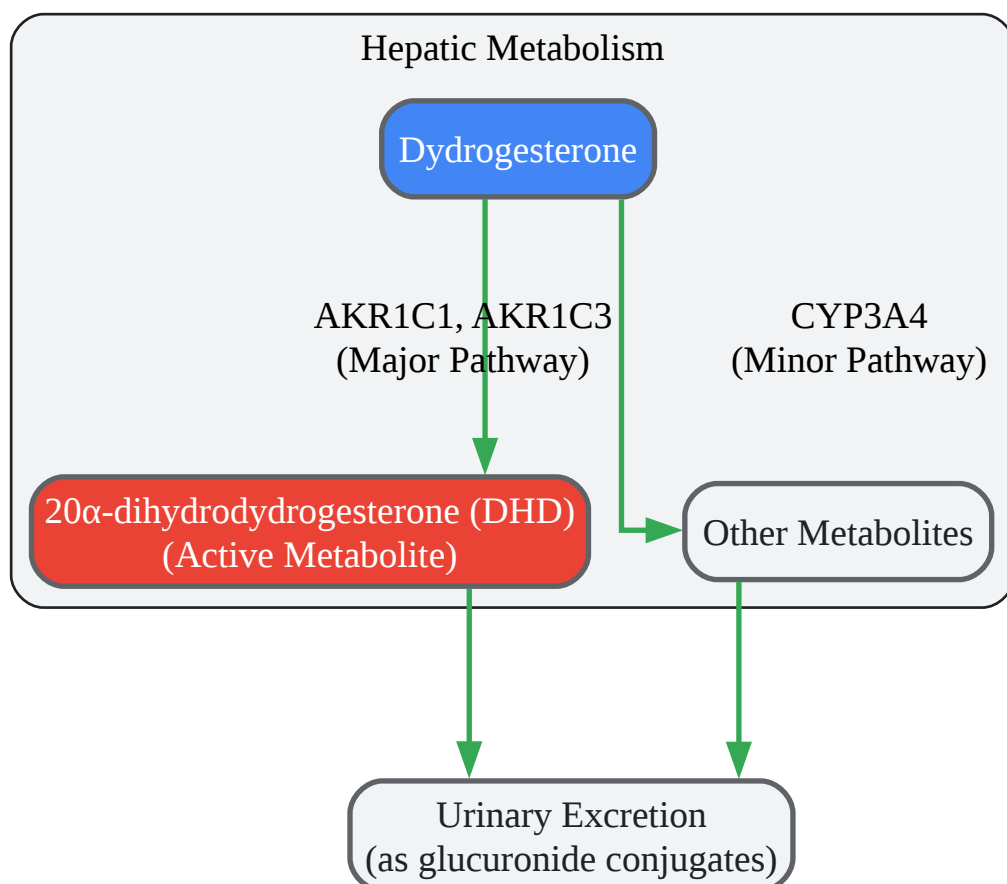 Hepatic Metabolism
Dydrogesterone
AKR1C1, AKR1C3
(Major Pathway)
CYP3A4
(Minor Pathway)
20α-dihydrodydrogesterone (DHD)
(Active Metabolite)
Other Metabolites
Urinary Excretion
(as glucuronide conjugates)